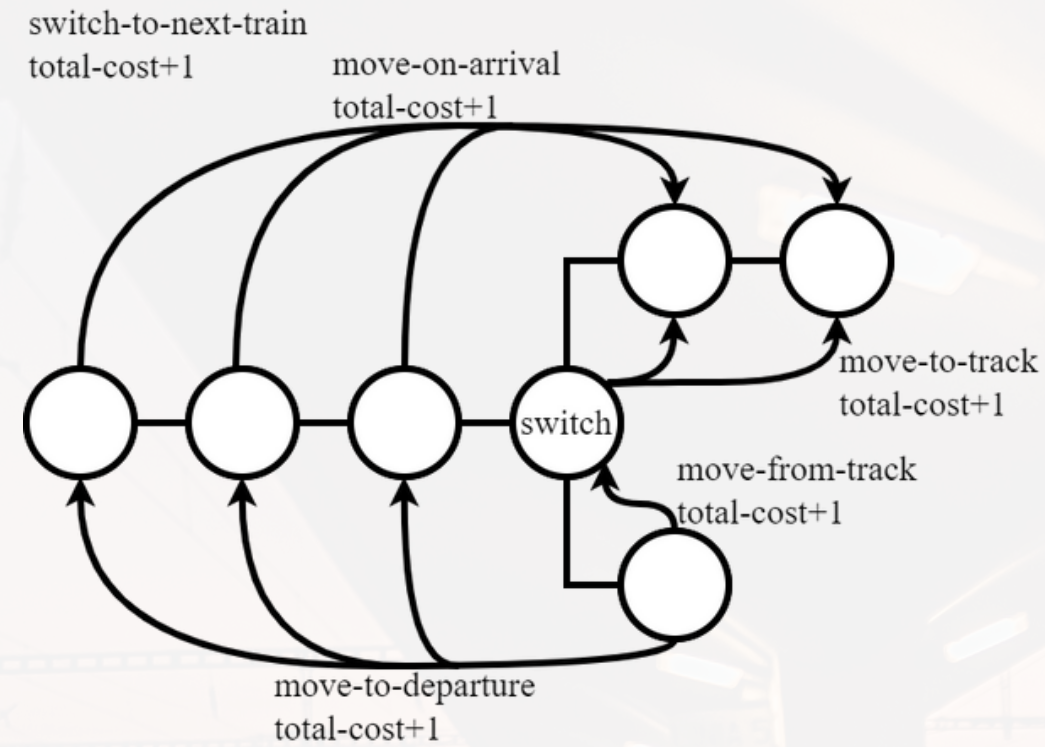 switch-to-next-train
total-cost+1
move-on-arrival
total-cost+1
move-to-track
total-cost+1
switch
move-from-track
total-cost+1
move-to-departure
total-cost+1